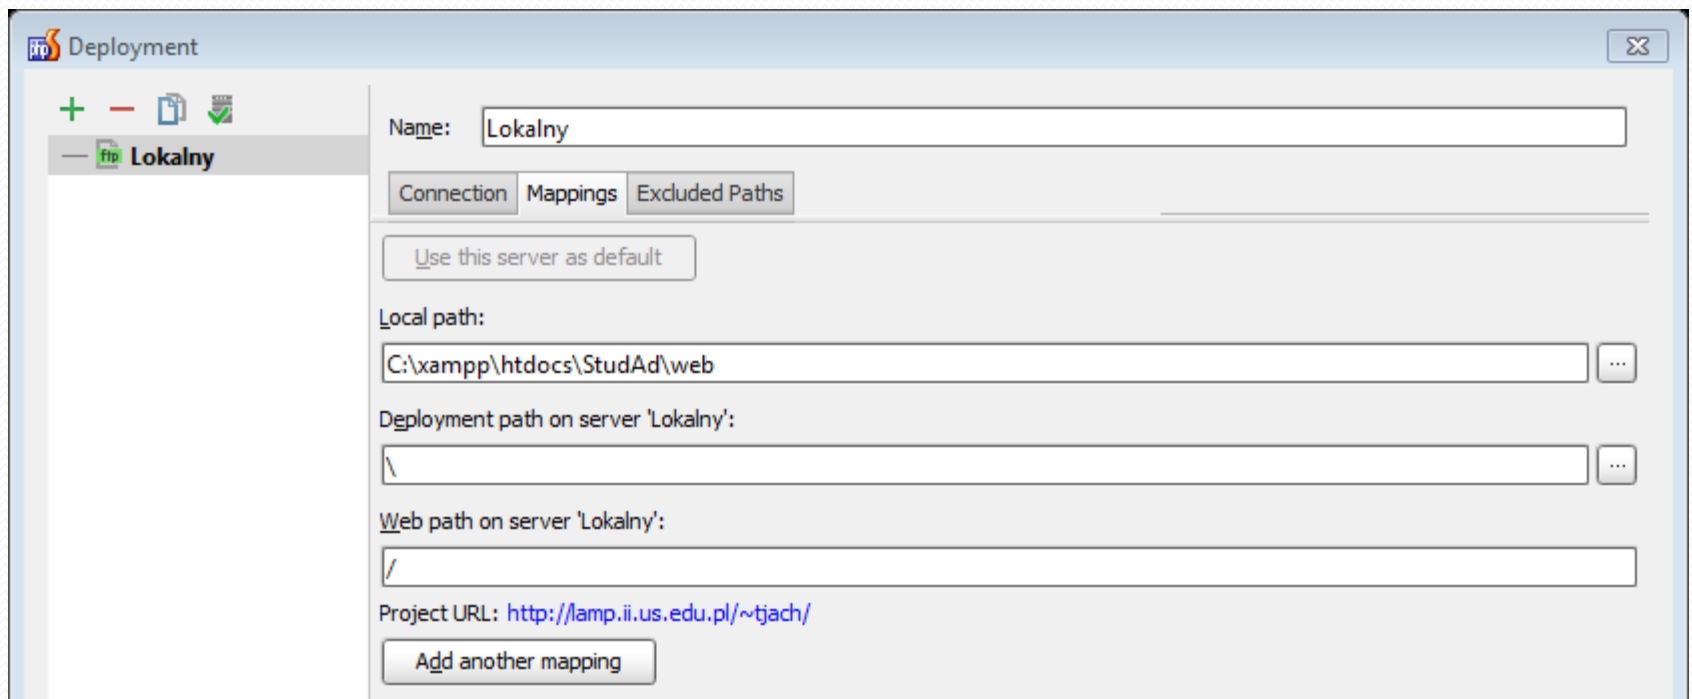 php
Deployment
ftp Lokalny
Name: Lokalny
Connection Mappings Excluded Paths
Use this server as default
Local path:
C:\xampp\htdocs\StudAd\web
...
Deployment path on server 'Lokalny':
\
...
Web path on server 'Lokalny':
/
Project URL: http://lamp.ii.us.edu.pl/~tjach/
Add another mapping